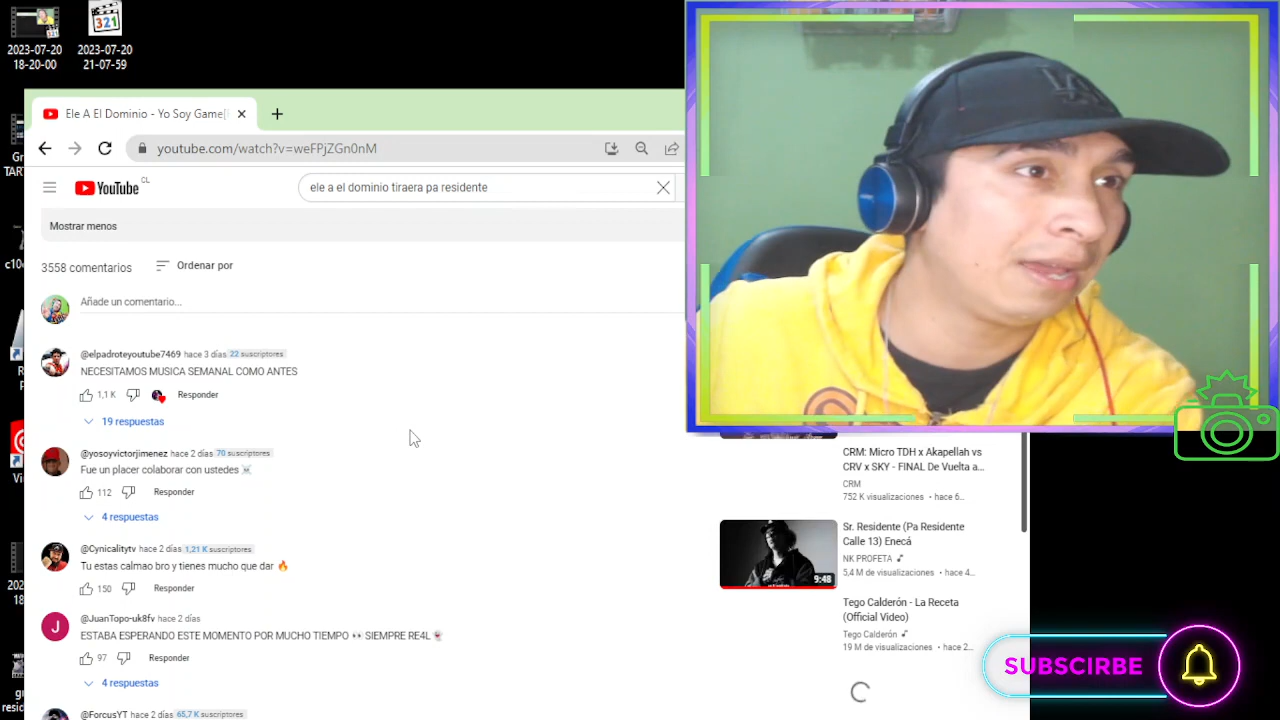 2023-07-20
18-20-00
321
2023-07-20
21-07-59
Ele A El Dominio - Yo Soy Game[
youtube.com/watch?v=weFPjZGn0nM
YouTube
CL
ele a el dominio tiraera pa residente
Mostrar menos
3558 comentarios
Ordenar por
Añade un comentario...
@elpadroteyoutube7469 hace 3 días 22 suscriptores
NECESITAMOS MUSICA SEMANAL COMO ANTES
1,1 K
Responder
19 respuestas
@yosoyvictorjimenez hace 2 días 70 suscriptores
Fue un placer colaborar con ustedes ☠️
112
Responder
4 respuestas
@Cynicalitytv hace 2 días 1,21 K suscriptores
Tu estas calmao bro y tienes mucho que dar 🔥
150
Responder
J
@JuanTopo-uk8fv hace 2 días
ESTABA ESPERANDO ESTE MOMENTO POR MUCHO TIEMPO 👀 SIEMPRE RE4L 👻
97
Responder
4 respuestas
@ForcusYT hace 2 días 65,7 K suscriptores
CRM: Micro TDH x Akapellah vs
CRV x SKY - FINAL De Vuelta a...
CRM
752 K visualizaciones • hace 6...
9:48
Sr. Residente (Pa Residente
Calle 13) Enecá
NK PROFETA
5,4 M de visualizaciones • hace 4...
Tego Calderón - La Receta
(Official Video)
Tego Calderón
19 M de visualizaciones • hace 2...
SUBSCIRBE